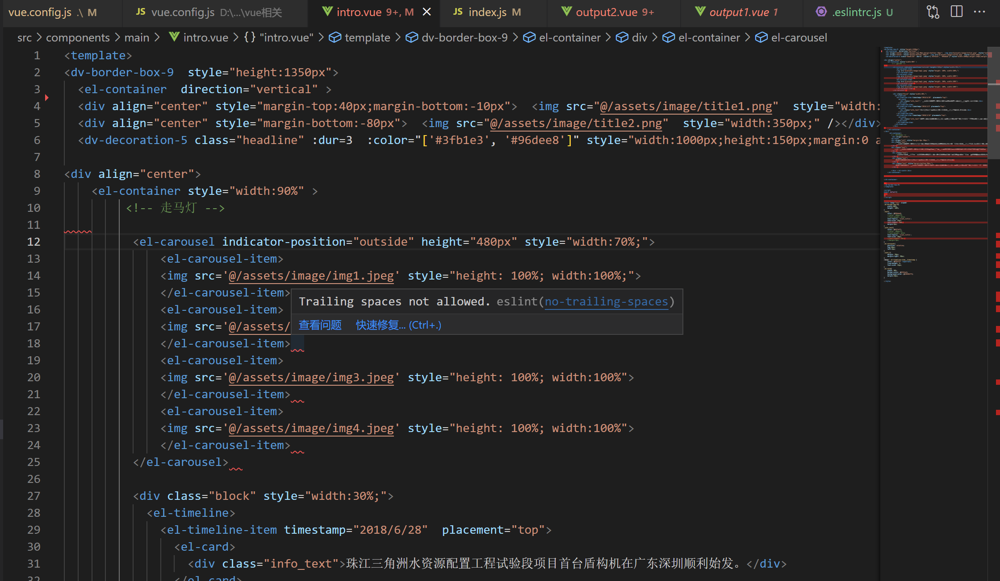 vue.config.js .\ M JS vue.config.js D:\...\vue相关 intro.vue 9+, M JS index.js M output2.vue 9+ output1.vue 1 .eslintrc.js U
src > components > main > intro.vue > {} "intro.vue" > template > dv-border-box-9 > el-container > div > el-container > el-carousel
1 <template>
2 <dv-border-box-9  style="height:1350px">
3 <el-container  direction="vertical" >
4 <div align="center" style="margin-top:40px;margin-bottom:-10px">  <img src="@/assets/image/title1.png"  style="width:
5 <div align="center" style="margin-bottom:-80px">  <img src="@/assets/image/title2.png"  style="width:350px;" /></div>
6 <dv-decoration-5 class="headline" :dur=3  :color="['#3fb1e3', '#96dee8']" style="width:1000px;height:150px;margin:0 a
7
8 <div align="center">
9 <el-container style="width:90%" >
10 <!-- 走马灯 -->
11
12 <el-carousel indicator-position="outside" height="480px" style="width:70%;">
13 <el-carousel-item>
14 <img src='@/assets/image/img1.jpeg' style="height: 100%; width:100%;">
15 </el-carousel-item>
Trailing spaces not allowed. eslint(no-trailing-spaces)
16 <el-carousel-item>
查看问题 快速修复... (Ctrl+.)
17 <img src='@/assets/
18 </el-carousel-item>
19 <el-carousel-item>
20 <img src='@/assets/image/img3.jpeg' style="height: 100%; width:100%">
21 </el-carousel-item>
22 <el-carousel-item>
23 <img src='@/assets/image/img4.jpeg' style="height: 100%; width:100%">
24 </el-carousel-item>
25 </el-carousel>
26
27 <div class="block" style="width:30%;">
28 <el-timeline>
29 <el-timeline-item timestamp="2018/6/28"  placement="top">
30 <el-card>
31 <div class="info_text">珠江三角洲水资源配置工程试验段项目首台盾构机在广东深圳顺利始发。</div>
32 </el-card>